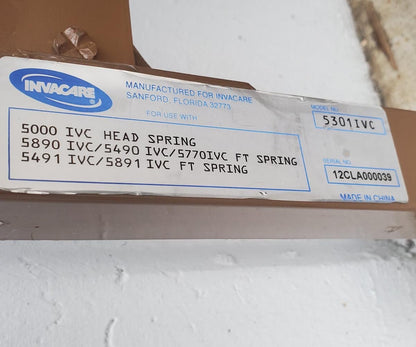 INVACARE
MANUFACTURED FOR INVACARE
SANFORD, FLORIDA 32773
FOR USE WITH
5000 IVC HEAD SPRING
5890 IVC/5490 IVC/5770IVC FT SPRING
5491 IVC/5891 IVC FT SPRING
MODEL NO.
5301IVC
SERIAL NO.
12CLA000039
MADE IN CHINA